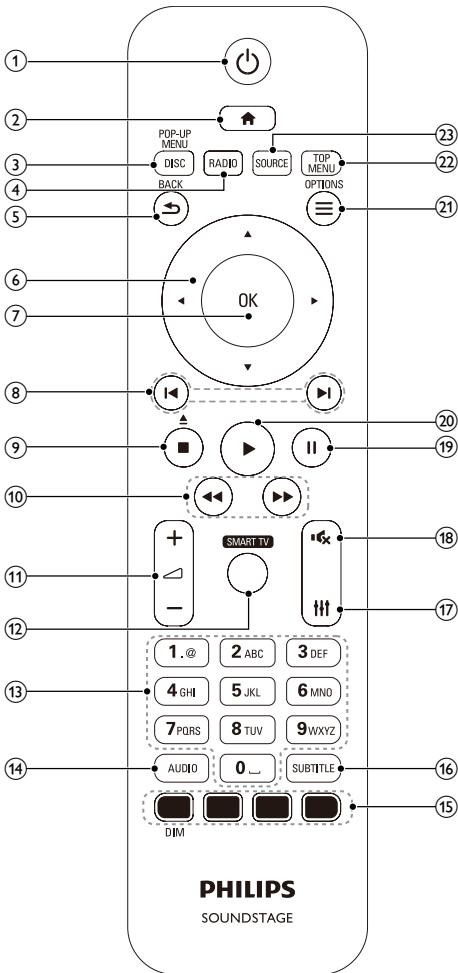 ①
②
POP-UP
MENU
DISC
RADIO
SOURCE
TOP
MENU
㉓
③
④
㉒
BACK
OPTIONS
⑤
㉑
⑥
OK
⑦
⑧
⑳
⑨
⑲
⑩
+
SMART TV
⑱
⑪
−
⑫
⑰
1.@
2 ABC
3 DEF
⑬
4 GHI
5 JKL
6 MNO
7 PQRS
8 TUV
9 WXYZ
⑭
AUDIO
0
SUBTITLE
⑯
⑮
DIM
PHILIPS
SOUNDSTAGE